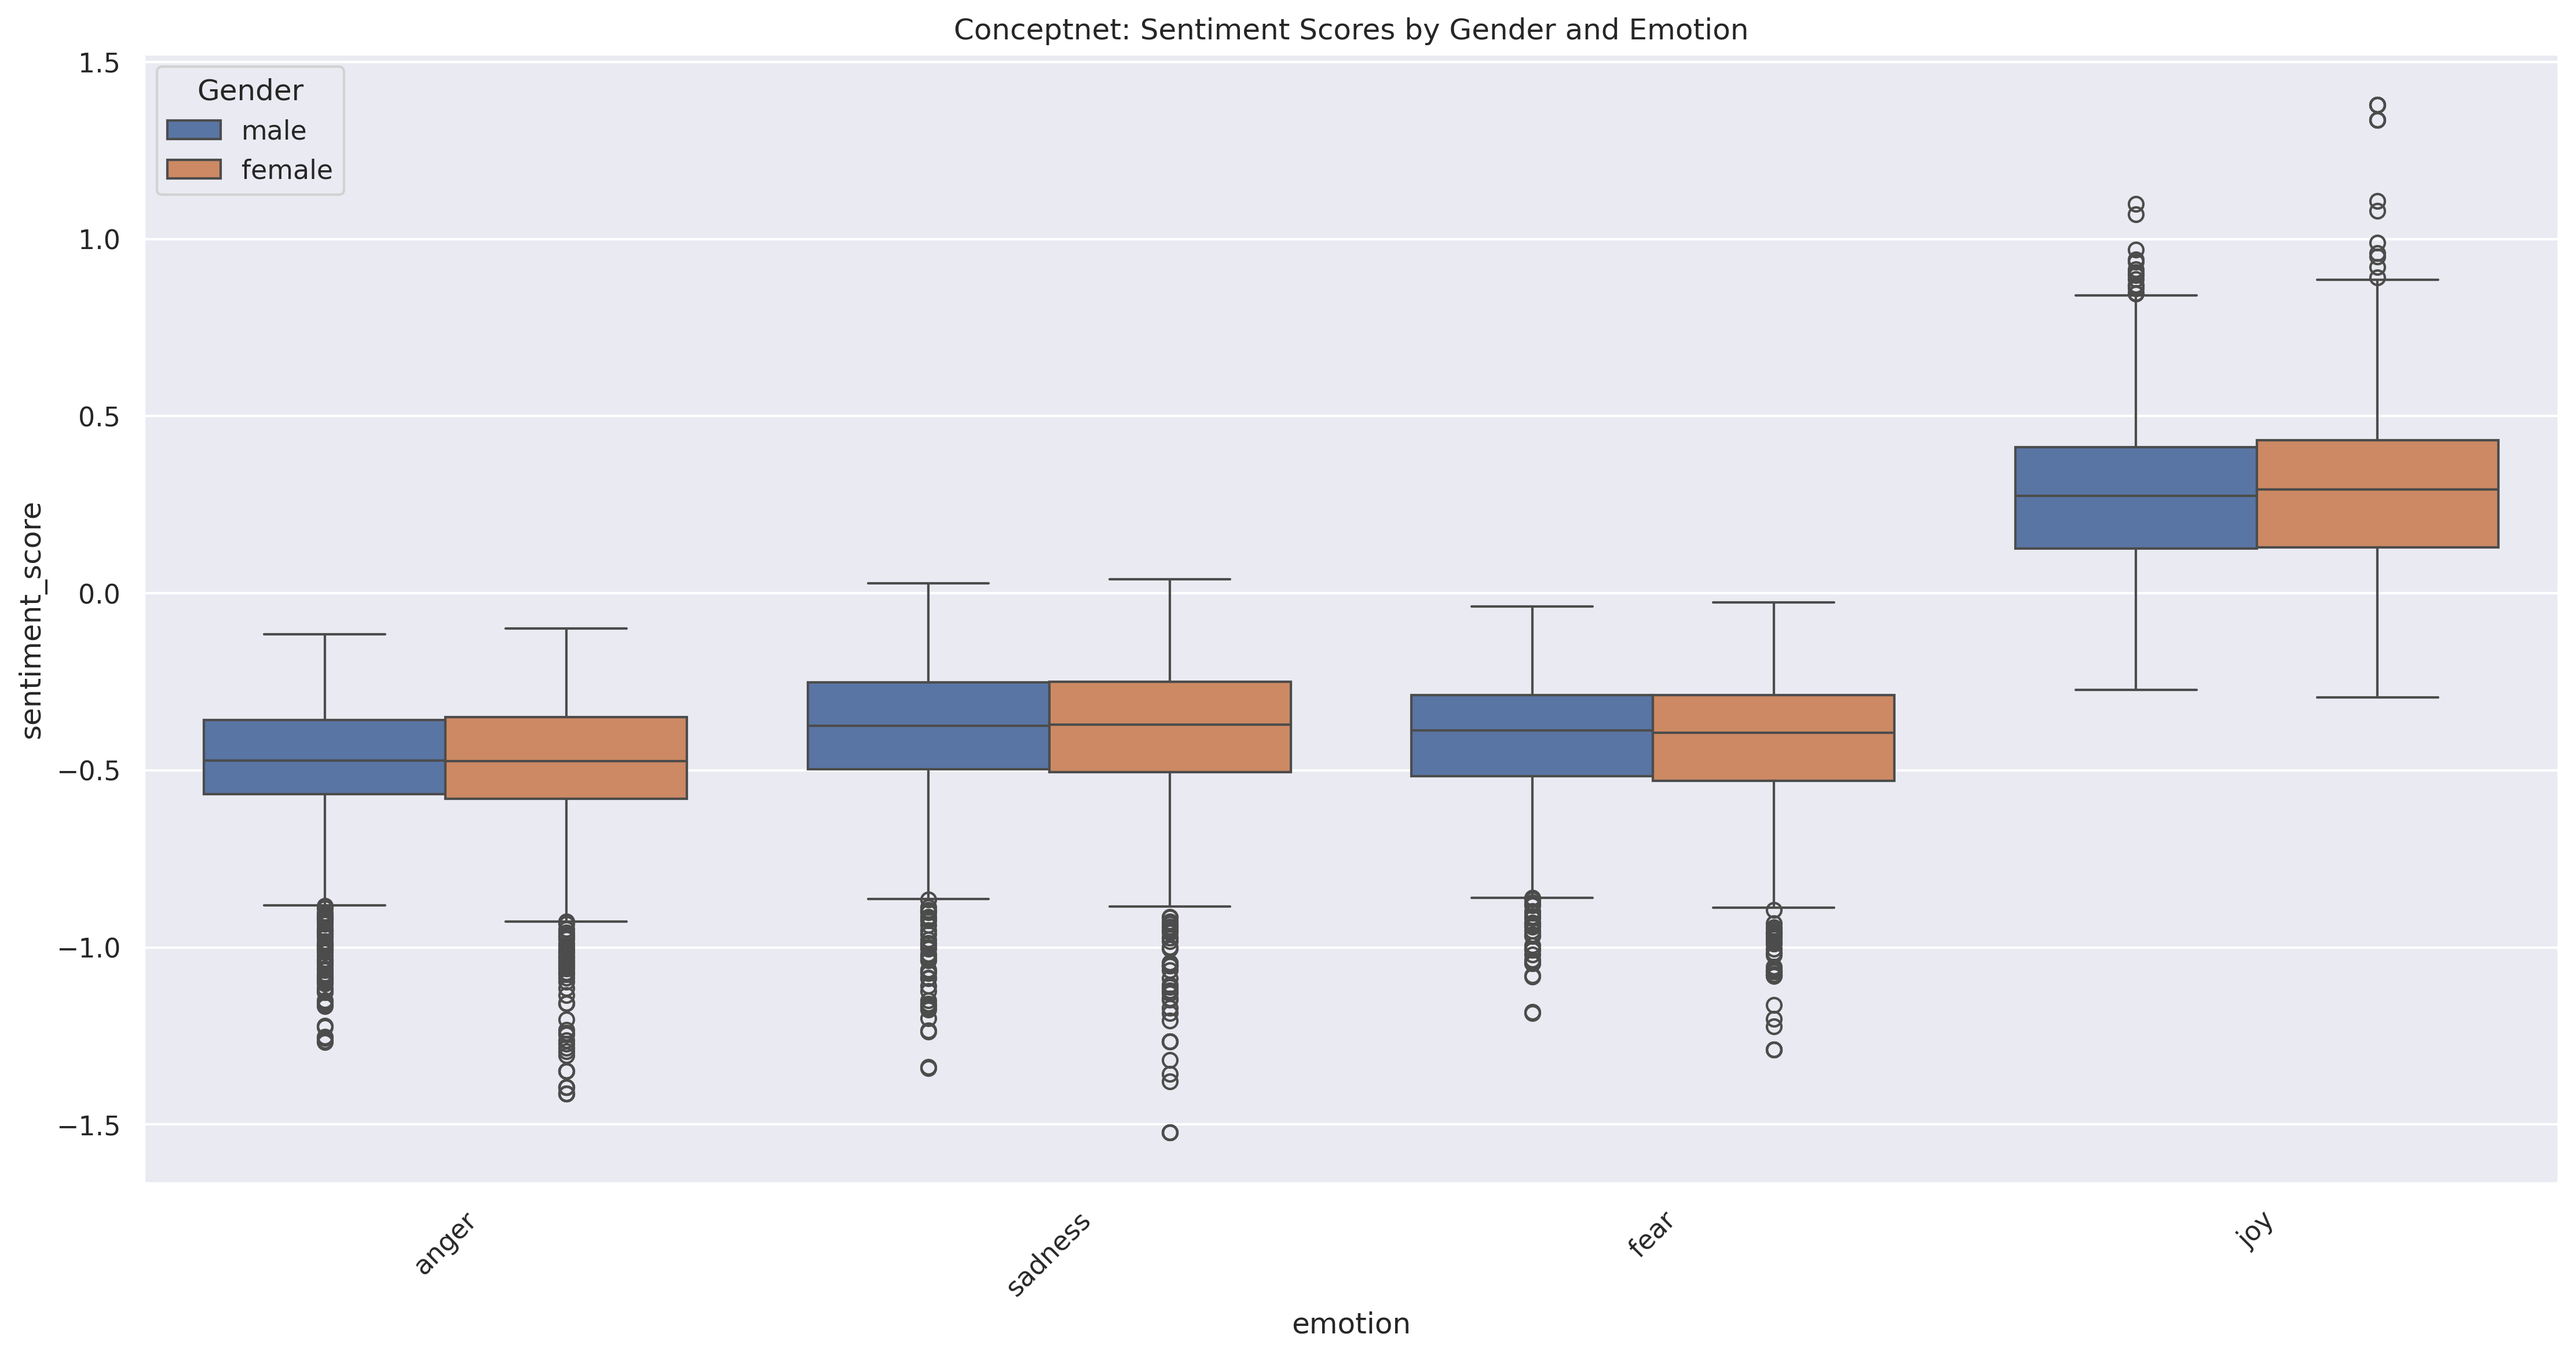 Conceptnet: Sentiment Scores by Gender and Emotion
Gender
male
female
sentiment_score
1.5
1.0
0.5
0.0
−0.5
−1.0
−1.5
anger
sadness
fear
joy
emotion